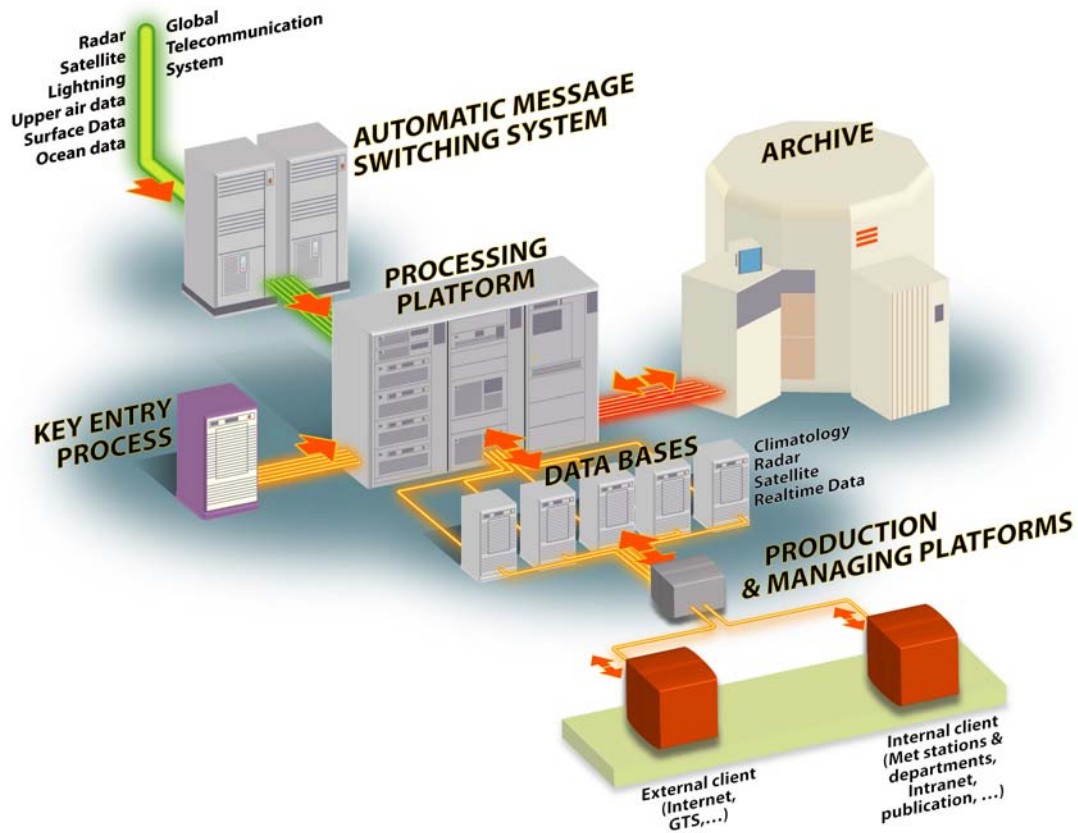 Radar
Satellite
Lightning
Upper air data
Surface Data
Ocean data
Global
Telecommunication
System
AUTOMATIC MESSAGE
SWITCHING SYSTEM
ARCHIVE
PROCESSING
PLATFORM
KEY ENTRY
PROCESS
DATA BASES
Climatology
Radar
Satellite
Realtime Data
PRODUCTION
& MANAGING PLATFORMS
External client
(Internet,
GTS,...)
Internal client
(Met stations &
departments,
Intranet,
publication, ...)